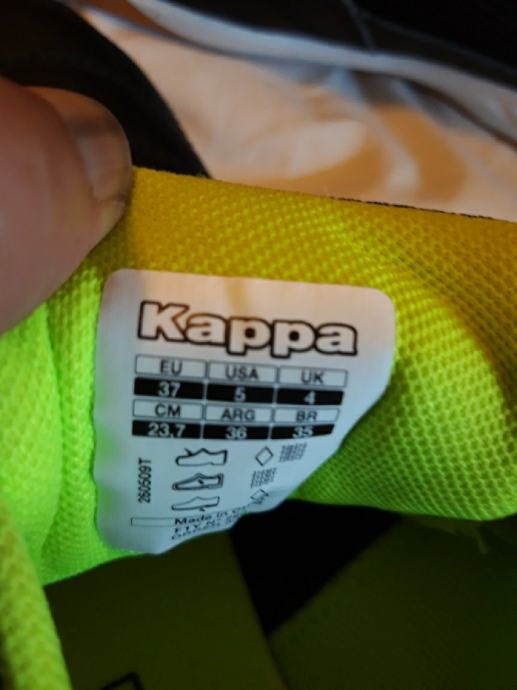 Kappa
EU USA UK
37 5 4
CM ARG BR
23,7 36 35
260509T
Made in